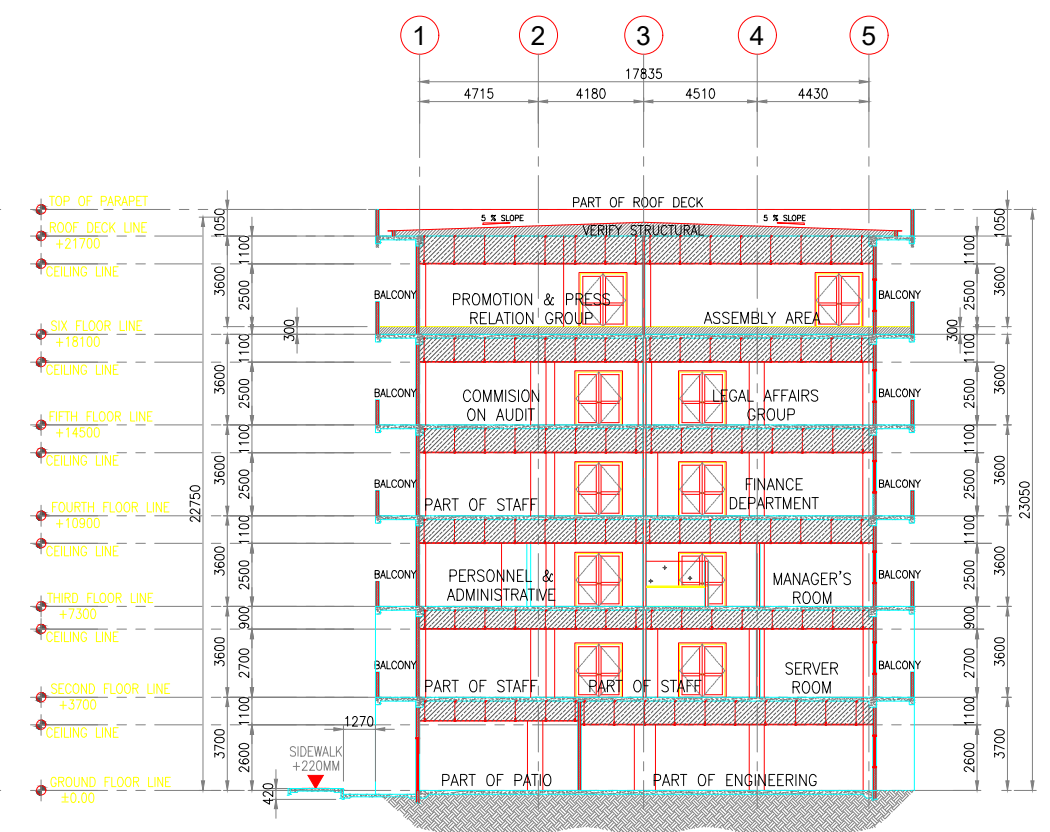 1 2 3 4 5
17835
4715 4180 4510 4430
TOP OF PARAPET
PART OF ROOF DECK
1050 1050
ROOF DECK LINE
+21700
5 % SLOPE 5 % SLOPE
VERIFY STRUCTURAL
1100 1100
CEILING LINE
3600 2500 2500 3600
BALCONY BALCONY
PROMOTION & PRESS
RELATION GROUP
ASSEMBLY AREA
SIX FLOOR LINE
+18100
300 300
1100 1100
CEILING LINE
3600 2500 2500 3600
BALCONY BALCONY
COMMISION
ON AUDIT
LEGAL AFFAIRS
GROUP
FIFTH FLOOR LINE
+14500
1100 1100
CEILING LINE
3600 2500 2500 3600
BALCONY BALCONY
PART OF STAFF
FINANCE
DEPARTMENT
22750 23050
FOURTH FLOOR LINE
+10900
1100 1100
CEILING LINE
3600 2500 2500 3600
BALCONY BALCONY
PERSONNEL &
ADMINISTRATIVE
MANAGER'S
ROOM
THIRD FLOOR LINE
+7300
900 900
CEILING LINE
3600 2700 2700 3600
BALCONY BALCONY
PART OF STAFF PART OF STAFF
SERVER
ROOM
SECOND FLOOR LINE
+3700
1100 1100
CEILING LINE
1270
3700 2600 2600 3700
SIDEWALK
+220MM
PART OF PATIO PART OF ENGINEERING
GROUND FLOOR LINE
±0.00
420